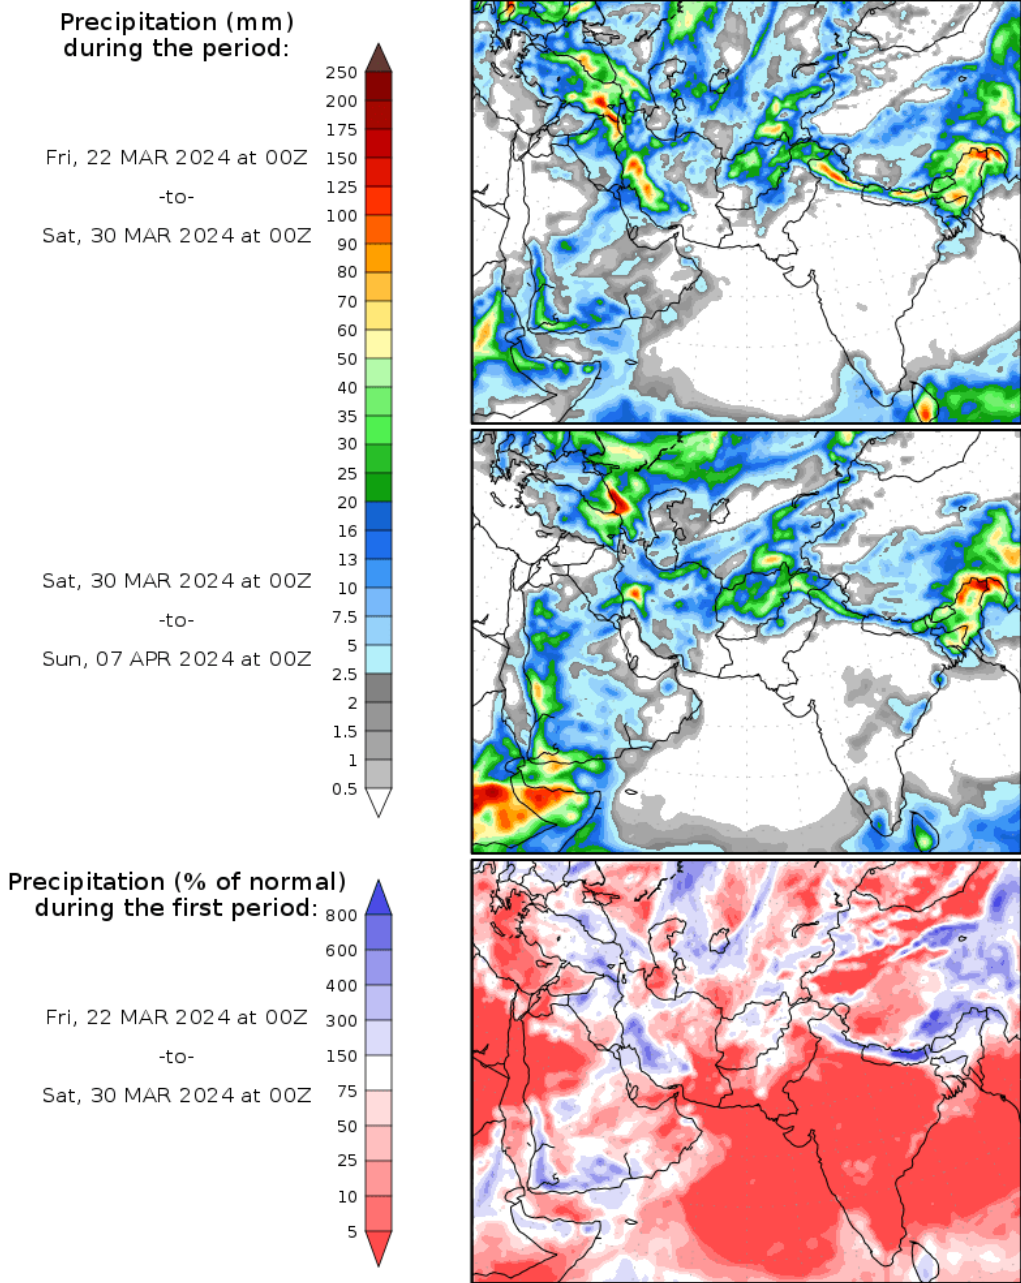 Precipitation (mm)
during the period:
250
200
175
150
125
100
90
80
70
60
50
40
35
30
25
20
16
13
10
7.5
5
2.5
2
1.5
1
0.5
Fri, 22 MAR 2024 at 00Z
-to-
Sat, 30 MAR 2024 at 00Z
Sat, 30 MAR 2024 at 00Z
-to-
Sun, 07 APR 2024 at 00Z
Precipitation (% of normal)
during the first period:
800
600
400
300
150
75
50
25
10
5
Fri, 22 MAR 2024 at 00Z
-to-
Sat, 30 MAR 2024 at 00Z